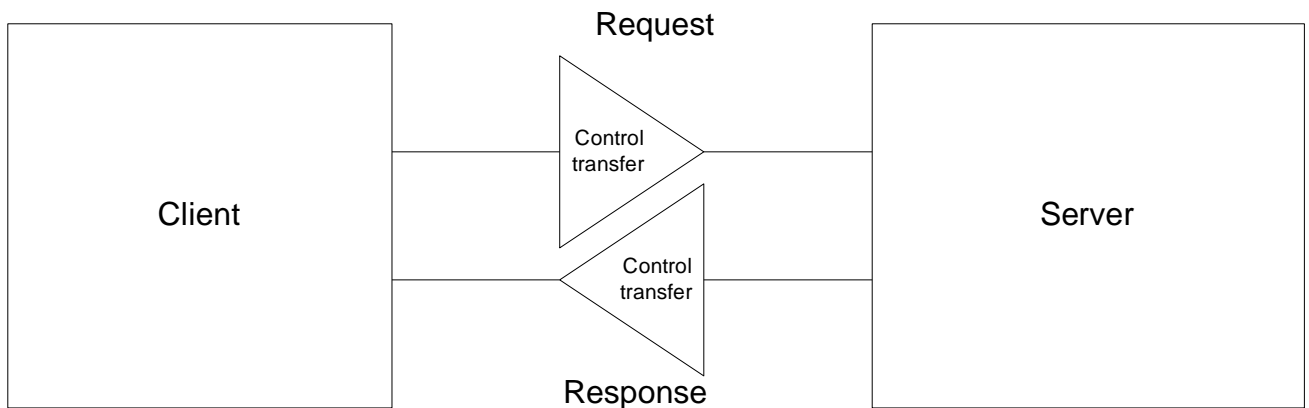 Request
Control
transfer
Client
Server
Control
transfer
Response